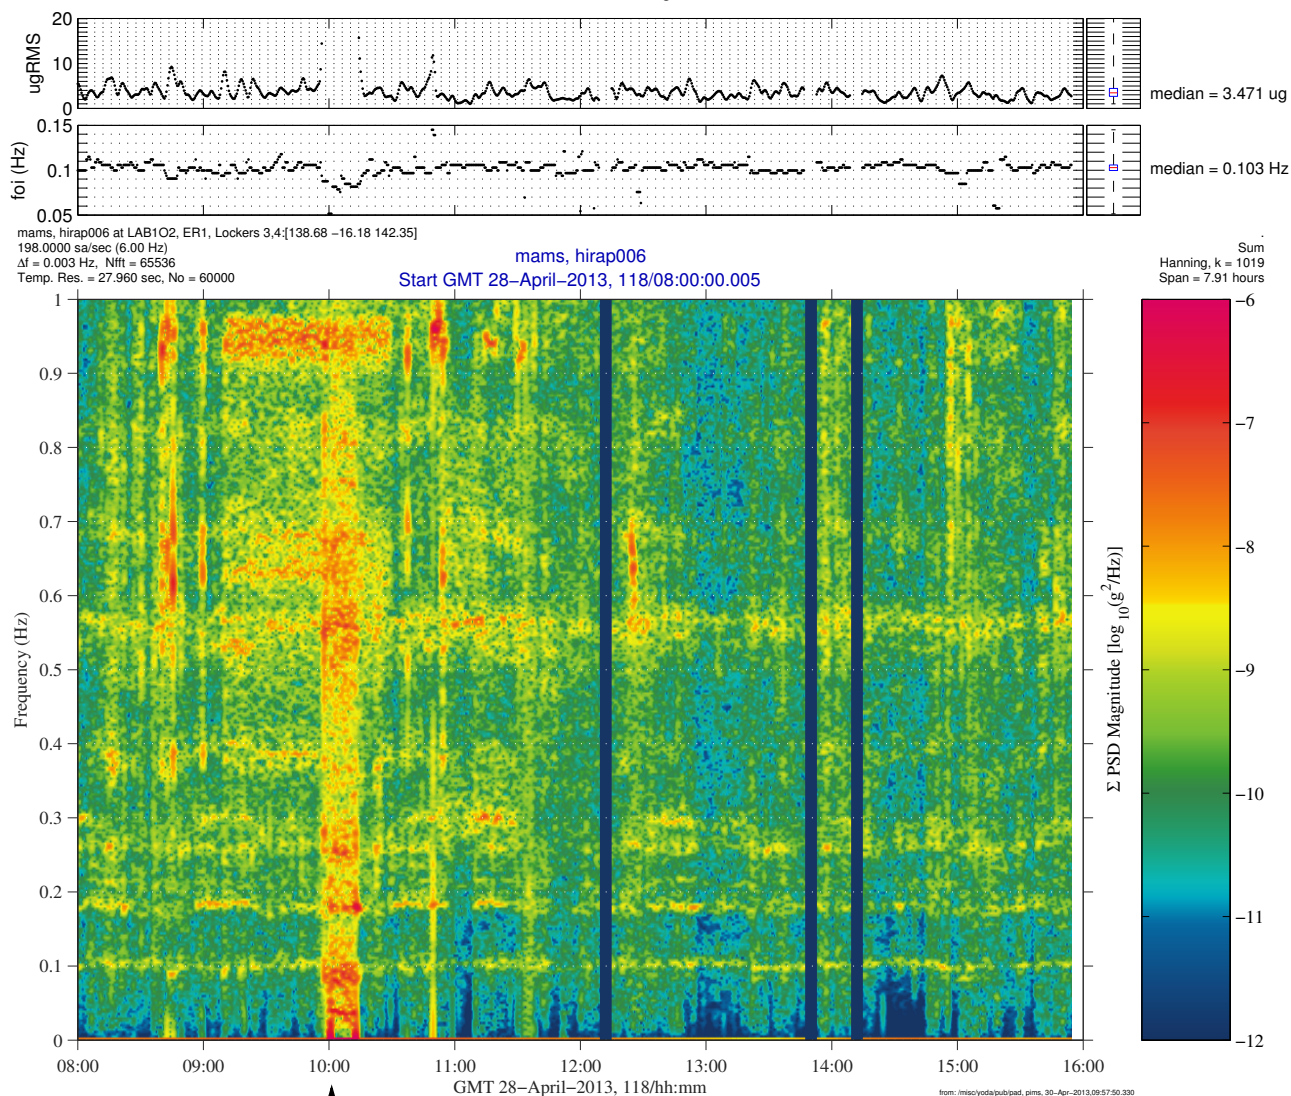 20
10
0
ugRMS
median = 3.471 ug
0.15
0.1
0.05
foi (Hz)
median = 0.103 Hz
mams, hirap006 at LAB1O2, ER1, Lockers 3,4:[138.68 −16.18 142.35]
198.0000 sa/sec (6.00 Hz)
Δf = 0.003 Hz, Nfft = 65536
Temp. Res. = 27.960 sec, No = 60000
mams, hirap006
Start GMT 28−April−2013, 118/08:00:00.005
.
Sum
Hanning, k = 1019
Span = 7.91 hours
1
0.9
0.8
0.7
0.6
0.5
0.4
0.3
0.2
0.1
0
Frequency (Hz)
08:00 09:00 10:00 11:00 12:00 13:00 14:00 15:00 16:00
GMT 28−April−2013, 118/hh:mm
−6
−7
−8
−9
−10
−11
−12
Σ PSD Magnitude [log10(g2/Hz)]
from: /misc/yoda/pub/pad, pims, 30−Apr−2013,09:57:50.330